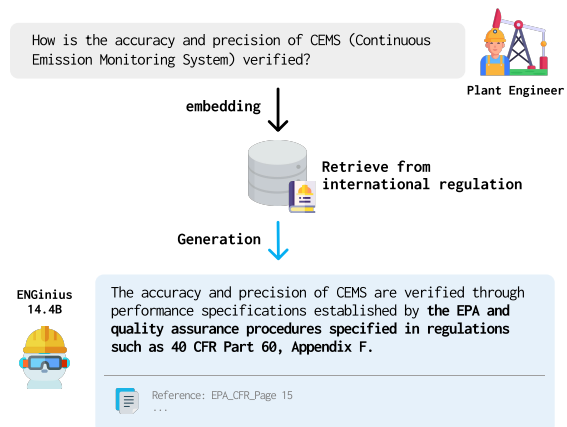 How is the accuracy and precision of CEMS (Continuous
Emission Monitoring System) verified?
Plant Engineer
embedding
Retrieve from
international regulation
Generation
ENGinius
14.4B
The accuracy and precision of CEMS are verified through
performance specifications established by the EPA and
quality assurance procedures specified in regulations
such as 40 CFR Part 60, Appendix F.
Reference: EPA_CFR_Page 15
...